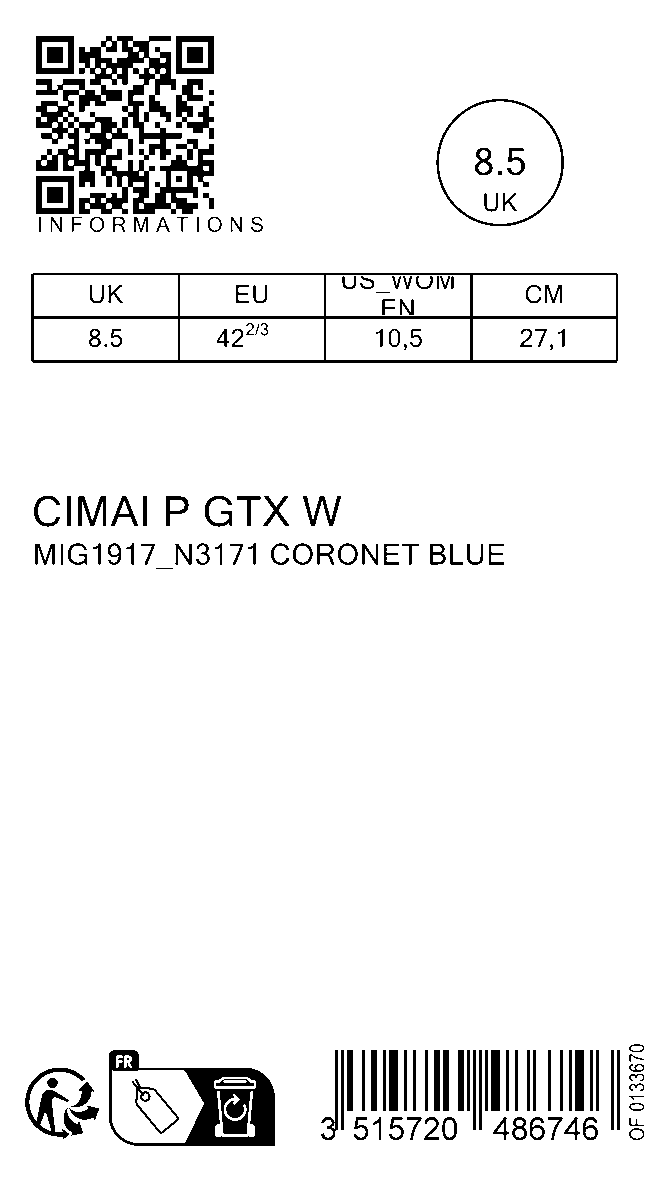 INFORMATIONS
8.5
UK
UK EU US_WOMEN CM
8.5 42 2/3 10,5 27,1
CIMAI P GTX W
MIG1917_N3171 CORONET BLUE
FR
3 515720 486746
OF 0133670